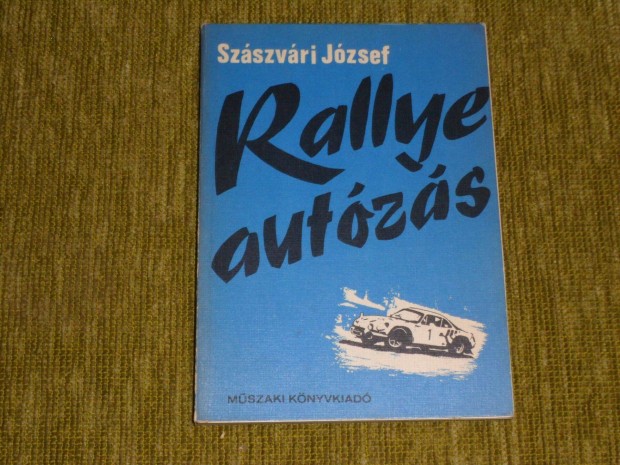 Szászvári József
Rallye
autózás
1
MŰSZAKI KÖNYVKIADÓ